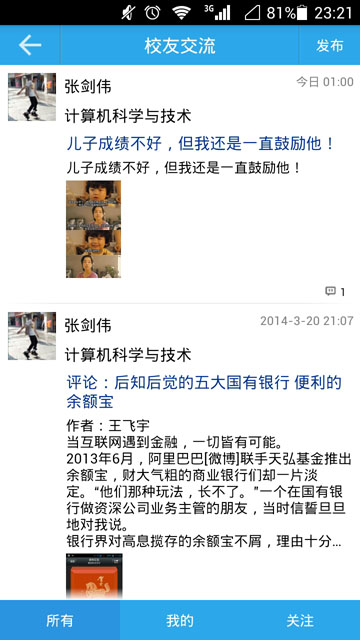 3G 81% 23:21
校友交流 发布
张剑伟 今日 01:00
计算机科学与技术
儿子成绩不好，但我还是一直鼓励他！
儿子成绩不好，但我还是一直鼓励他！
1
张剑伟 2014-3-20 21:07
计算机科学与技术
评论：后知后觉的五大国有银行 便利的
余额宝
作者：王飞宇
当互联网遇到金融，一切皆有可能。
2013年6月，阿里巴巴[微博]联手天弘基金推出
余额宝，财大气粗的商业银行们却一片淡
定。“他们那种玩法，长不了。”一个在国有银
行做资深公司业务主管的朋友，当时信誓旦旦
地对我说。
银行界对高息揽存的余额宝不屑，理由十分...
所有 我的 关注